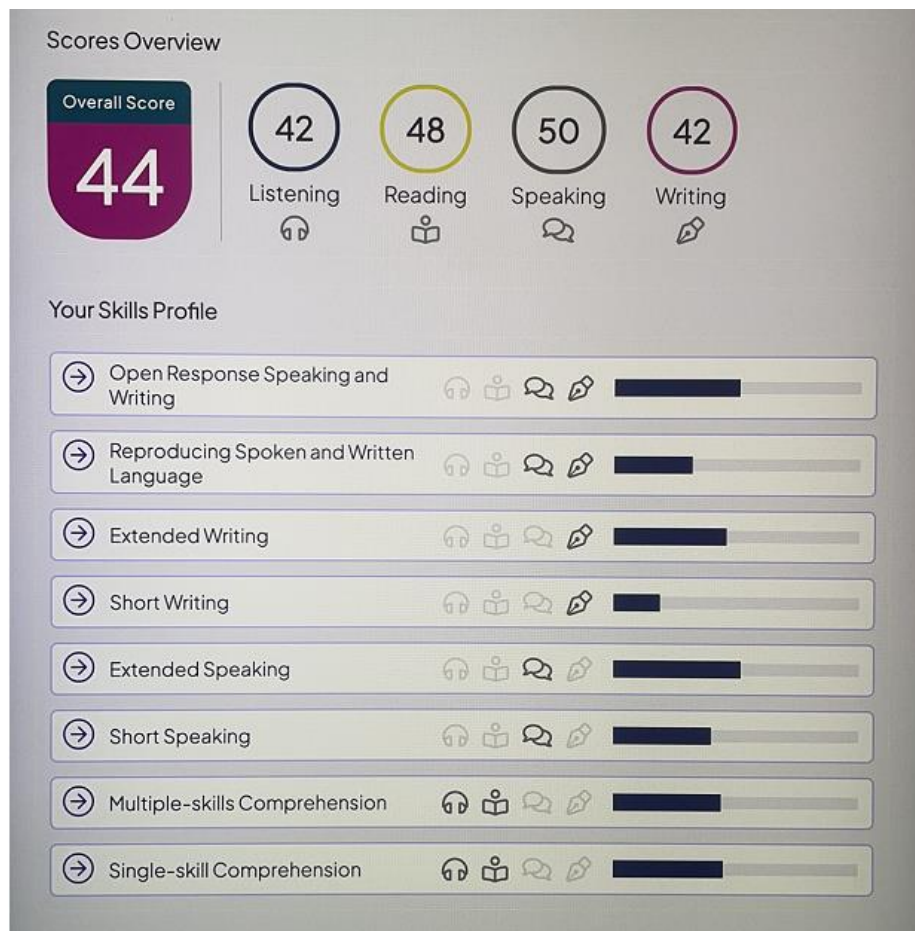 Scores Overview
Overall Score
44
42
48
50
42
Listening
Reading
Speaking
Writing
Your Skills Profile
Open Response Speaking and
Writing
Reproducing Spoken and Written
Language
Extended Writing
Short Writing
Extended Speaking
Short Speaking
Multiple-skills Comprehension
Single-skill Comprehension